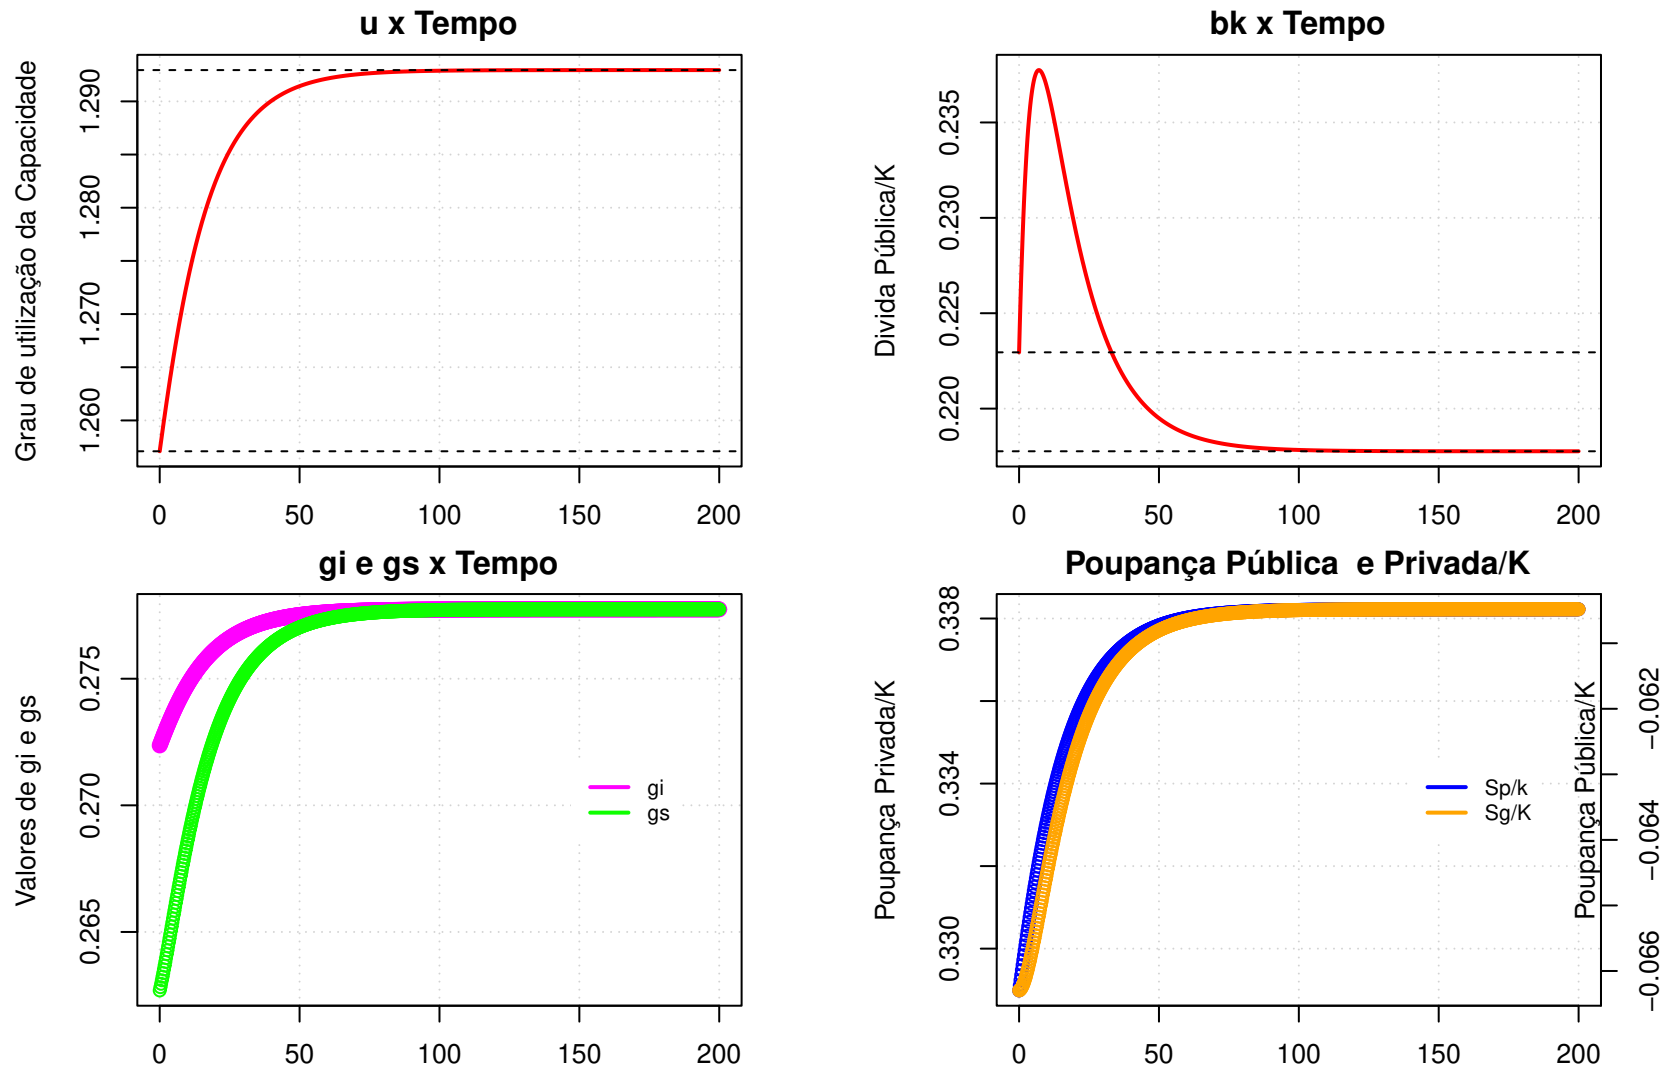 u x Tempo
Grau de utilização da Capacidade
1.290
1.280
1.270
1.260
0 50 100 150 200
bk x Tempo
Divida Pública/K
0.235
0.230
0.225
0.220
0 50 100 150 200
gi e gs x Tempo
Valores de gi e gs
0.275
0.270
0.265
gi
gs
0 50 100 150 200
Poupança Pública  e Privada/K
Poupança Privada/K
0.338
0.334
0.330
Sp/k
Sg/K
Poupança Pública/K
−0.062
−0.064
−0.066
0 50 100 150 200